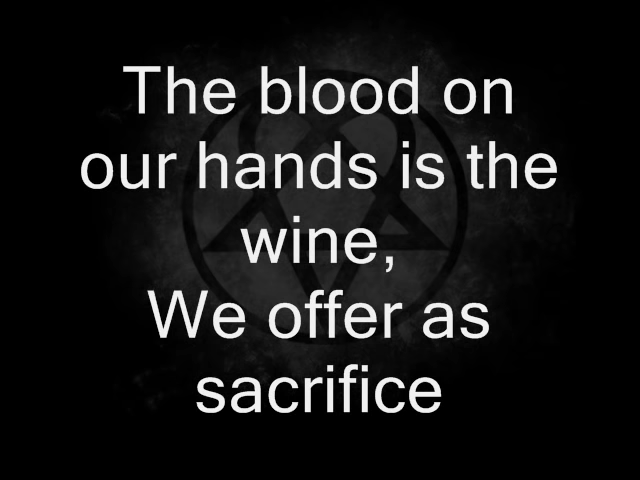 The blood on
our hands is the
wine,
We offer as
sacrifice